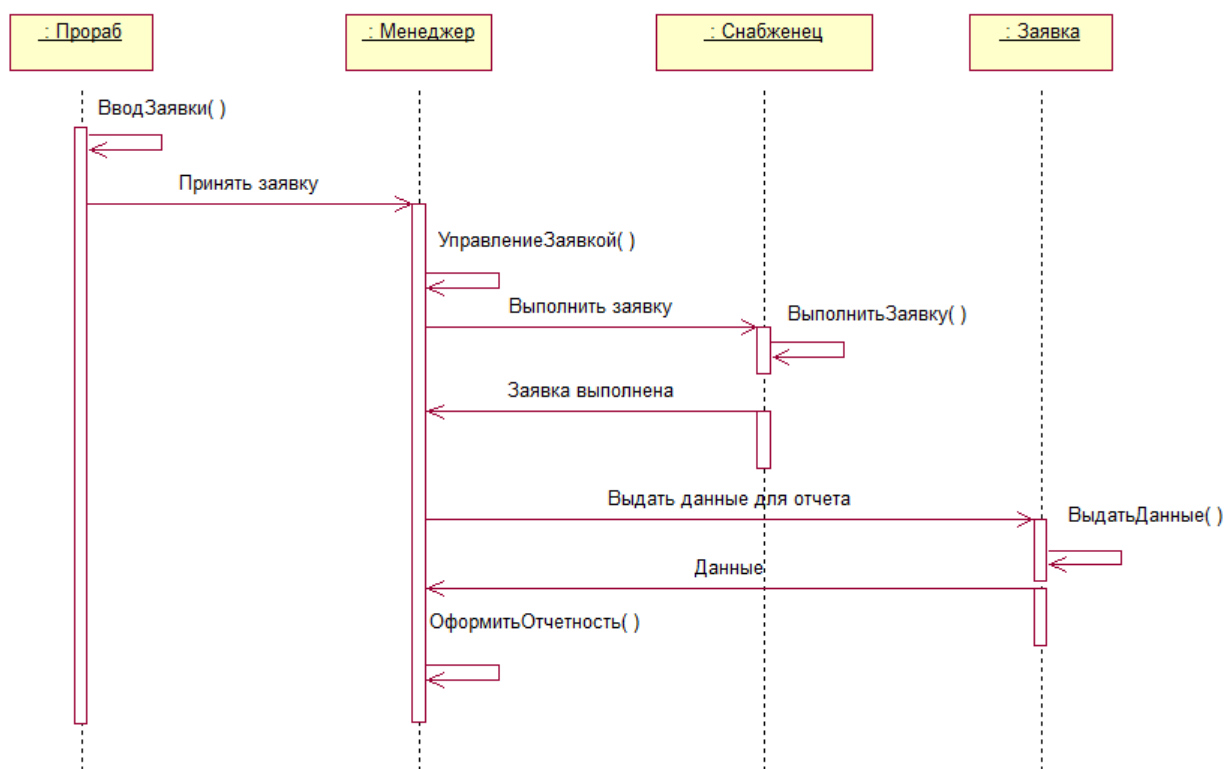 : Прораб
: Менеджер
: Снабженец
: Заявка
ВводЗаявки( )
Принять заявку
УправлениеЗаявкой( )
Выполнить заявку
ВыполнитьЗаявку( )
Заявка выполнена
Выдать данные для отчета
ВыдатьДанные( )
Данные
ОформитьОтчетность( )